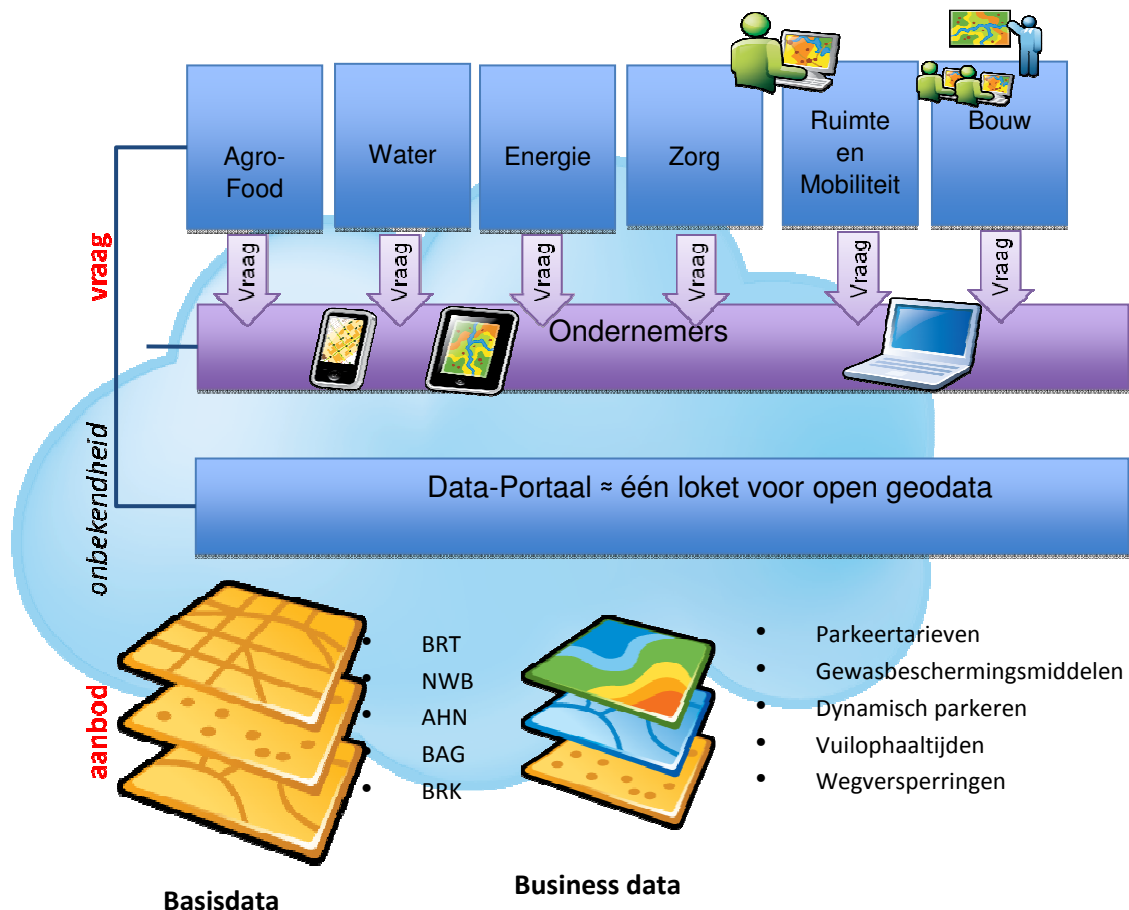 Agro-
Food
Water
Energie
Zorg
Ruimte
en
Mobiliteit
Bouw
vraag
Vraag
Vraag
Vraag
Vraag
Vraag
Vraag
Ondernemers
onbekendheid
Data-Portaal ≈ één loket voor open geodata
aanbod
• BRT
• NWB
• AHN
• BAG
• BRK
• Parkeertarieven
• Gewasbeschermingsmiddelen
• Dynamisch parkeren
• Vuilophaaltijden
• Wegversperringen
Basisdata
Business data